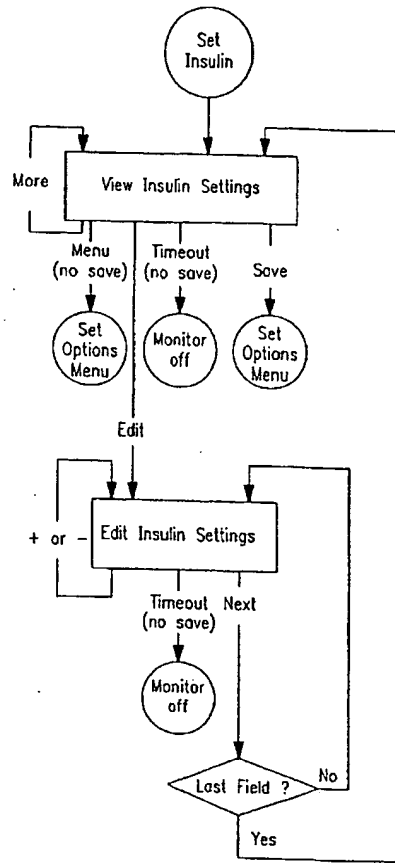 Set
Insulin
More
View Insulin Settings
Menu
(no save)
Timeout
(no save)
Save
Set
Options
Menu
Monitor
off
Set
Options
Menu
Edit
+ or -
Edit Insulin Settings
Timeout
(no save)
Next
Monitor
off
Last Field ?
No
Yes